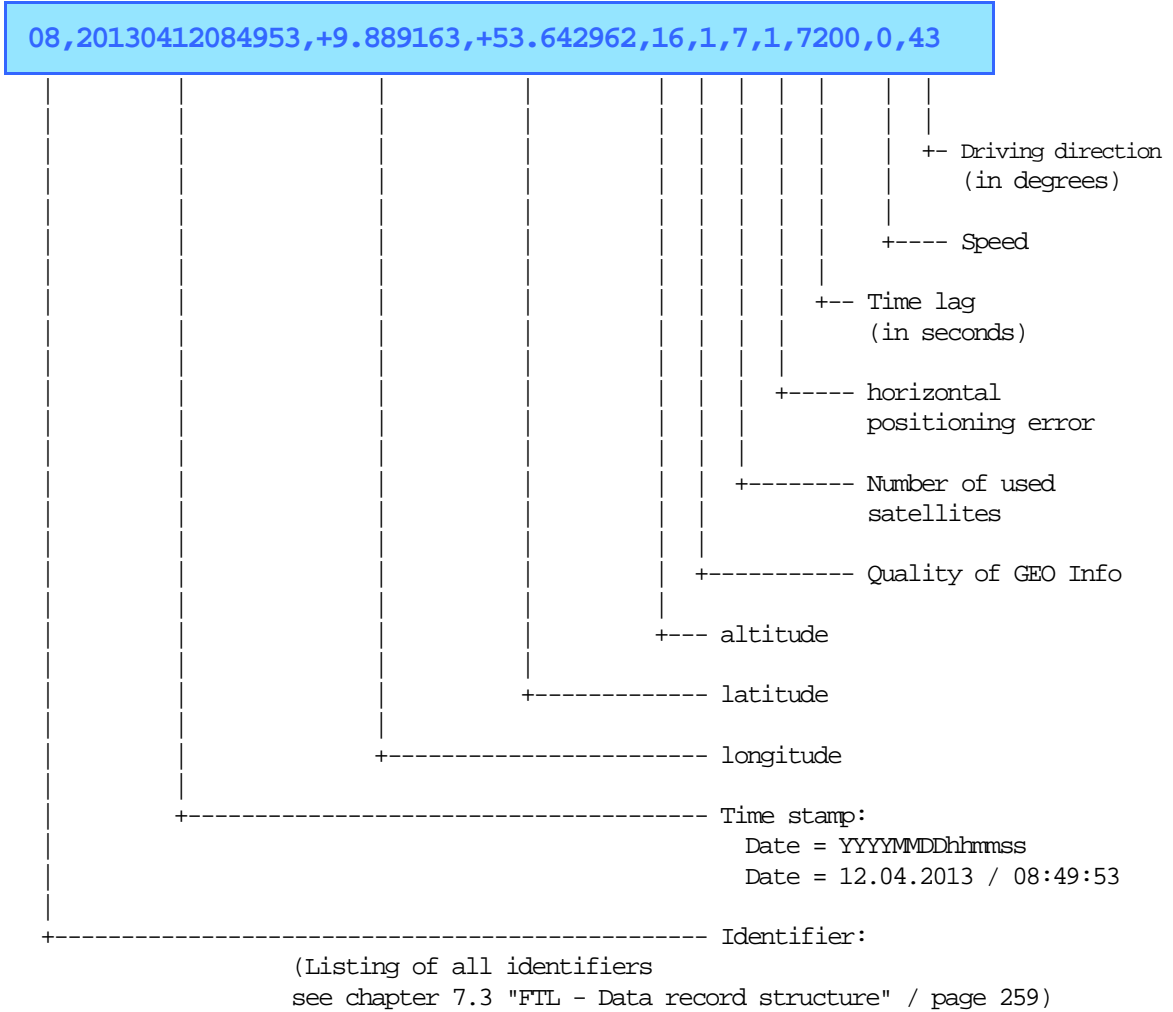 08,20130412084953,+9.889163,+53.642962,16,1,7,1,7200,0,43
+- Driving direction
(in degrees)
+---- Speed
+-- Time lag
(in seconds)
+----- horizontal
positioning error
+-------- Number of used
satellites
+----------- Quality of GEO Info
+--- altitude
+------------- latitude
+------------------------ longitude
+--------------------------------------- Time stamp:
Date = YYYYMMDDhhmmss
Date = 12.04.2013 / 08:49:53
+------------------------------------------------- Identifier:
(Listing of all identifiers
see chapter 7.3 "FTL - Data record structure" / page 259)